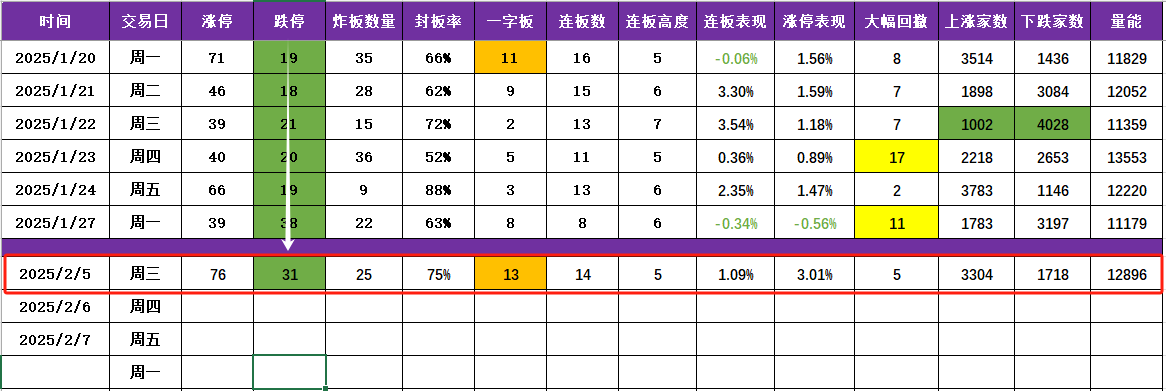 时间 交易日 涨停 跌停 炸板数量 封板率 一字板 连板数 连板高度 连板表现 涨停表现 大幅回撤 上涨家数 下跌家数 量能
2025/1/20 周一 71 19 35 66% 11 16 5 -0.06% 1.56% 8 3514 1436 11829
2025/1/21 周二 46 18 28 62% 9 15 6 3.30% 1.59% 7 1898 3084 12052
2025/1/22 周三 39 21 15 72% 2 13 7 3.54% 1.18% 7 1002 4028 11359
2025/1/23 周四 40 20 36 52% 5 11 5 0.36% 0.89% 17 2218 2653 13553
2025/1/24 周五 66 19 9 88% 3 13 6 2.35% 1.47% 2 3783 1146 12220
2025/1/27 周一 39 38 22 63% 8 8 6 -0.34% -0.56% 11 1783 3197 11179
2025/2/5 周三 76 31 25 75% 13 14 5 1.09% 3.01% 5 3304 1718 12896
2025/2/6 周四
2025/2/7 周五
周一